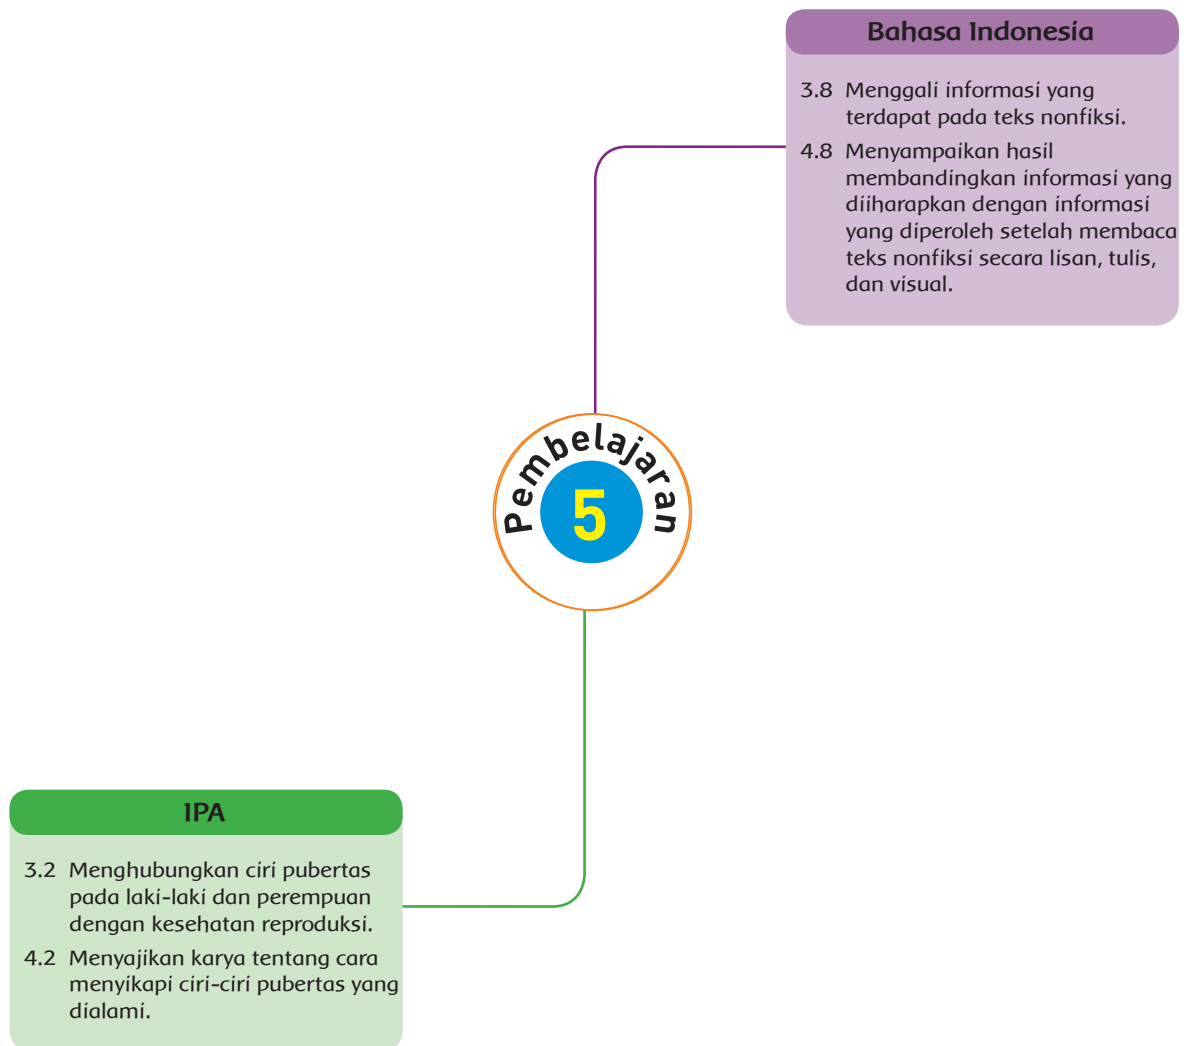 Bahasa Indonesia
3.8 Menggali informasi yang
terdapat pada teks nonfiksi.
4.8 Menyampaikan hasil
membandingkan informasi yang
diiharapkan dengan informasi
yang diperoleh setelah membaca
teks nonfiksi secara lisan, tulis,
dan visual.
Pembelajaran
5
IPA
3.2 Menghubungkan ciri pubertas
pada laki-laki dan perempuan
dengan kesehatan reproduksi.
4.2 Menyajikan karya tentang cara
menyikapi ciri-ciri pubertas yang
dialami.